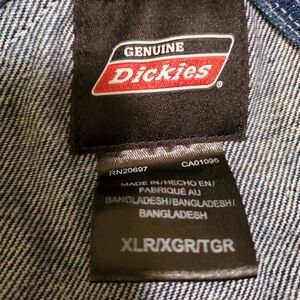 GENUINE
Dickies
RN20697 CA01095
MADE IN/HECHO EN/
FABRIQUÉ AU
BANGLADESH/BANGLADESH/
BANGLADESH
XLR/XGR/TGR